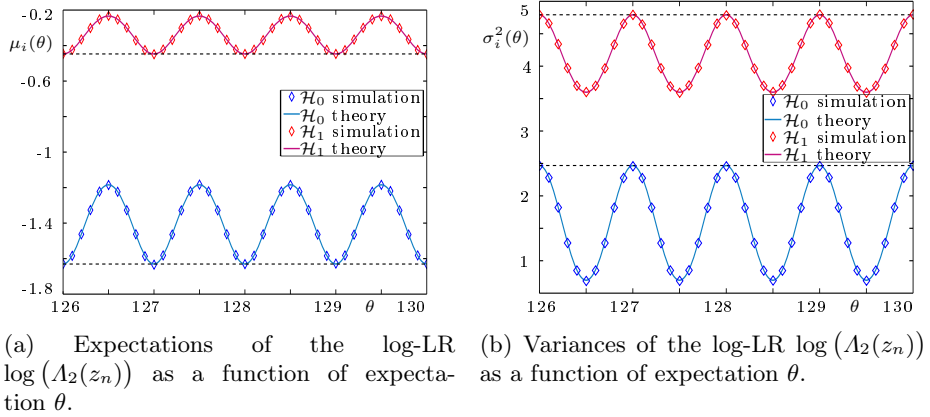 -0.2
μᵢ(θ)
-0.6
-1
-1.4
-1.8
126 127 128 129 θ 130
ℋ₀ simulation
ℋ₀ theory
ℋ₁ simulation
ℋ₁ theory
5
σᵢ²(θ)
4
3
2
1
126 127 128 129 θ 130
ℋ₀ simulation
ℋ₀ theory
ℋ₁ simulation
ℋ₁ theory
(a) Expectations of the log-LR
log(Λ₂(zₙ)) as a function of expecta-
tion θ.
(b) Variances of the log-LR log(Λ₂(zₙ))
as a function of expectation θ.